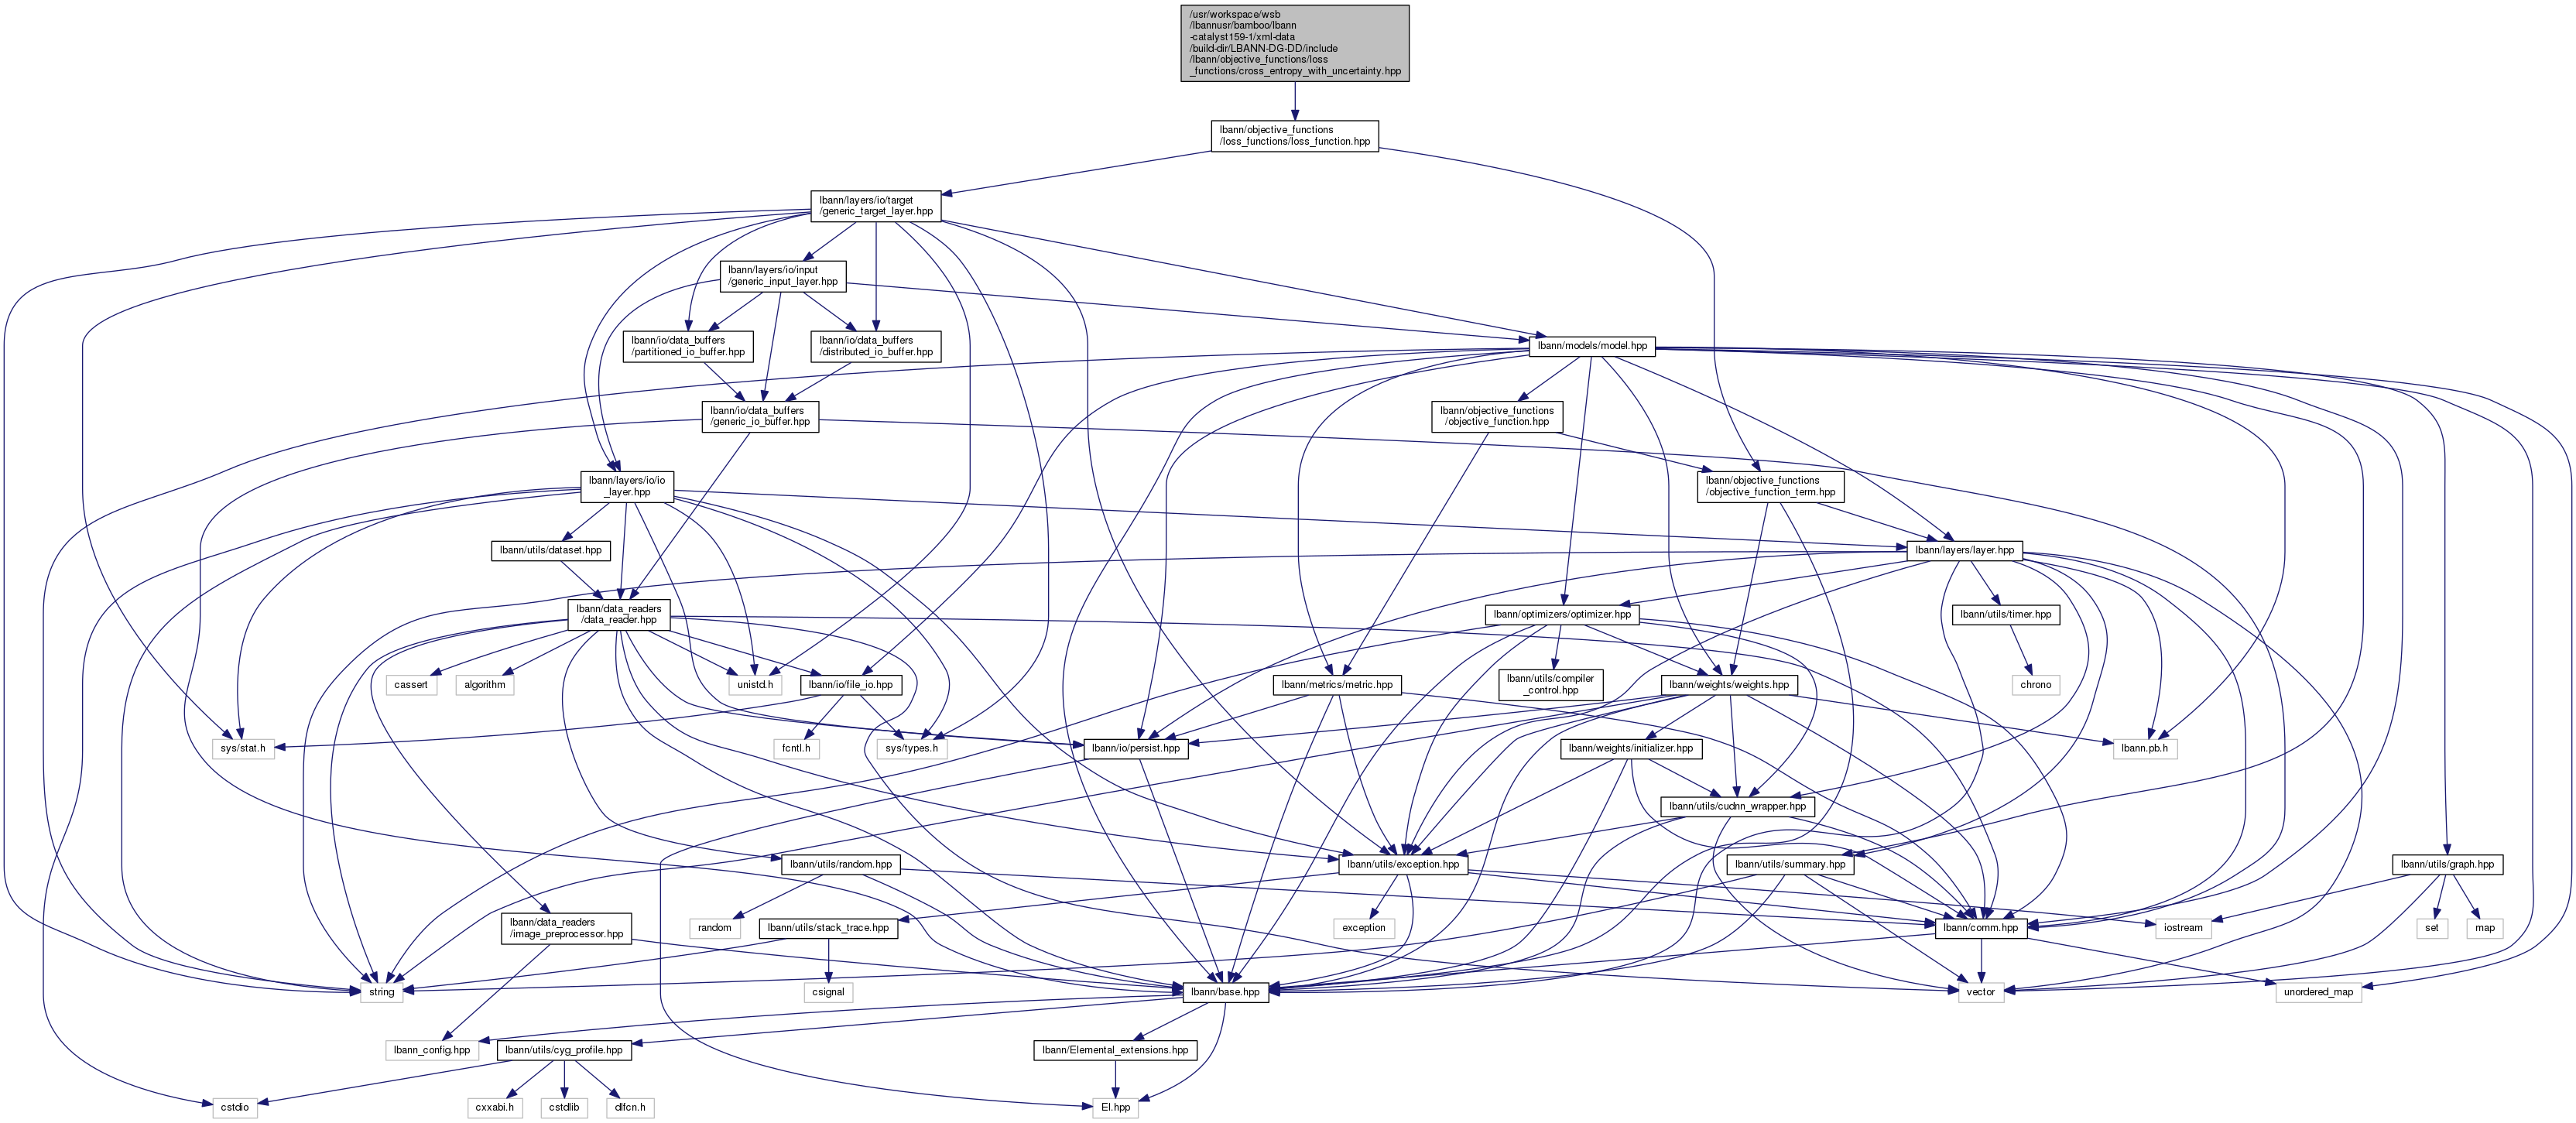 /usr/workspace/wsb
/lbannusr/bamboo/lbann
-catalyst159-1/xml-data
/build-dir/LBANN-DG-DD/include
/lbann/objective_functions/loss
_functions/cross_entropy_with_uncertainty.hpp
lbann/objective_functions
/loss_functions/loss_function.hpp
lbann/layers/io/target
/generic_target_layer.hpp
lbann/layers/io/input
/generic_input_layer.hpp
lbann/io/data_buffers
/partitioned_io_buffer.hpp
lbann/io/data_buffers
/distributed_io_buffer.hpp
lbann/models/model.hpp
lbann/io/data_buffers
/generic_io_buffer.hpp
lbann/objective_functions
/objective_function.hpp
lbann/layers/io/io
_layer.hpp
lbann/objective_functions
/objective_function_term.hpp
lbann/utils/dataset.hpp
lbann/layers/layer.hpp
lbann/data_readers
/data_reader.hpp
lbann/optimizers/optimizer.hpp
lbann/utils/timer.hpp
cassert
algorithm
unistd.h
lbann/io/file_io.hpp
lbann/metrics/metric.hpp
lbann/utils/compiler
_control.hpp
lbann/weights/weights.hpp
chrono
sys/stat.h
fcntl.h
sys/types.h
lbann/io/persist.hpp
lbann/weights/initializer.hpp
lbann.pb.h
lbann/utils/cudnn_wrapper.hpp
lbann/utils/random.hpp
lbann/utils/exception.hpp
lbann/utils/summary.hpp
lbann/utils/graph.hpp
lbann/data_readers
/image_preprocessor.hpp
random
lbann/utils/stack_trace.hpp
exception
lbann/comm.hpp
iostream
set
map
string
csignal
lbann/base.hpp
vector
unordered_map
lbann_config.hpp
lbann/utils/cyg_profile.hpp
lbann/Elemental_extensions.hpp
cstdio
cxxabi.h
cstdlib
dlfcn.h
El.hpp